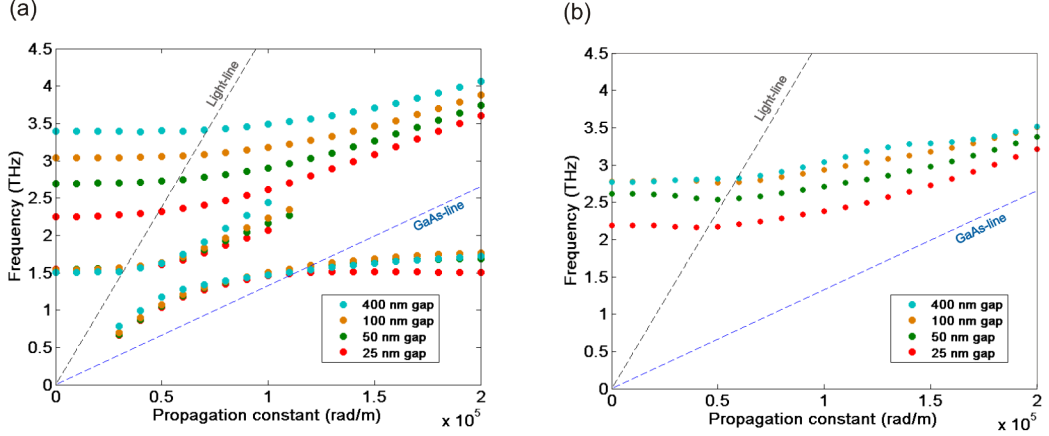 (a)
4.5
4
3.5
3
2.5
2
1.5
1
0.5
0
Frequency (THz)
Light-line
GaAs-line
400 nm gap
100 nm gap
50 nm gap
25 nm gap
0
0.5
1
1.5
2
Propagation constant (rad/m)
x 10^5
(b)
4.5
4
3.5
3
2.5
2
1.5
1
0.5
0
Frequency (THz)
Light-line
GaAs-line
400 nm gap
100 nm gap
50 nm gap
25 nm gap
0
0.5
1
1.5
2
Propagation constant (rad/m)
x 10^5